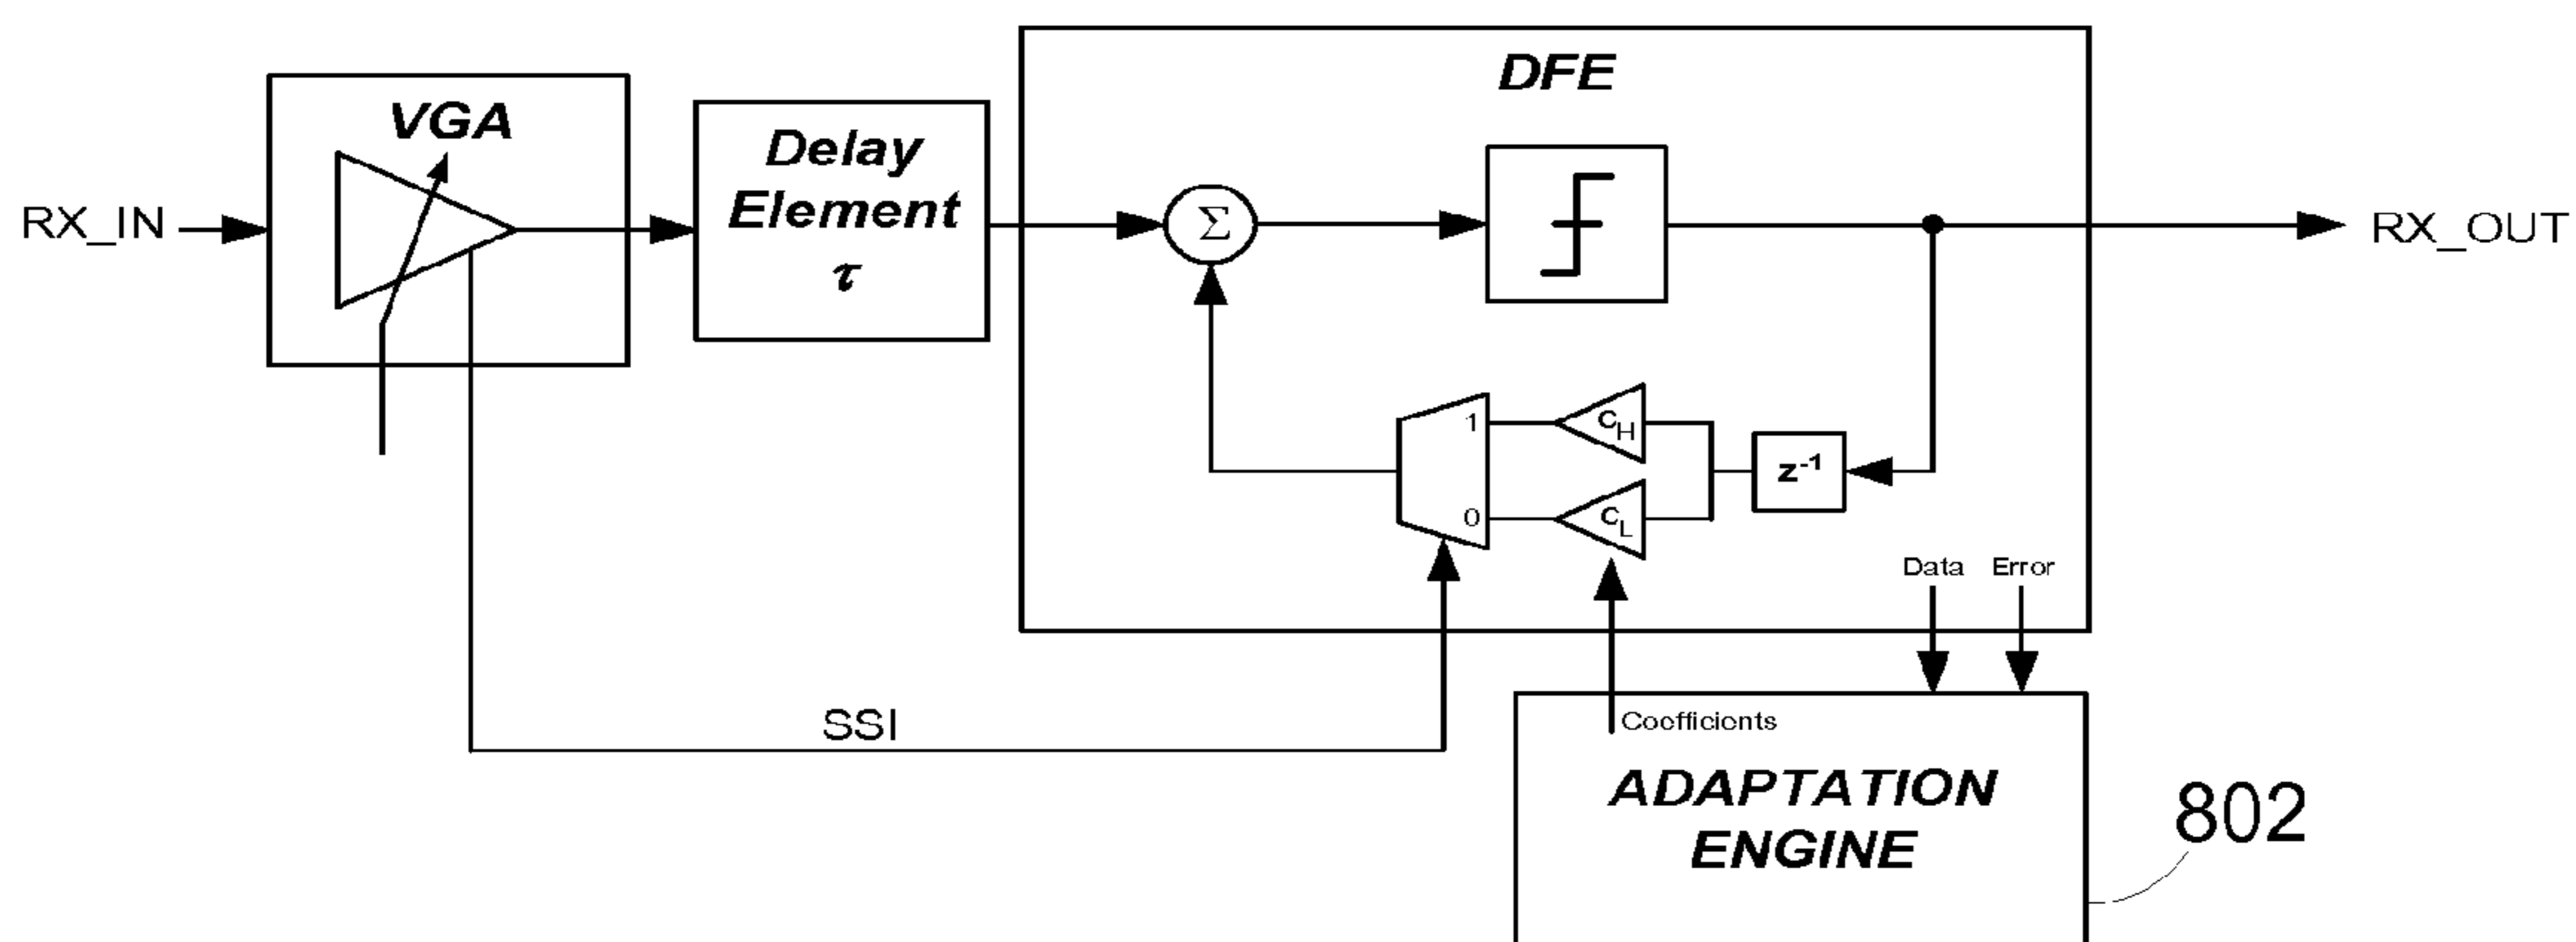 DFE
VGA
Delay
Element
τ
RX_IN
Σ
RX_OUT
1
C_H
0
C_L
z^-1
Data Error
SSI
Coefficients
ADAPTATION
ENGINE
802